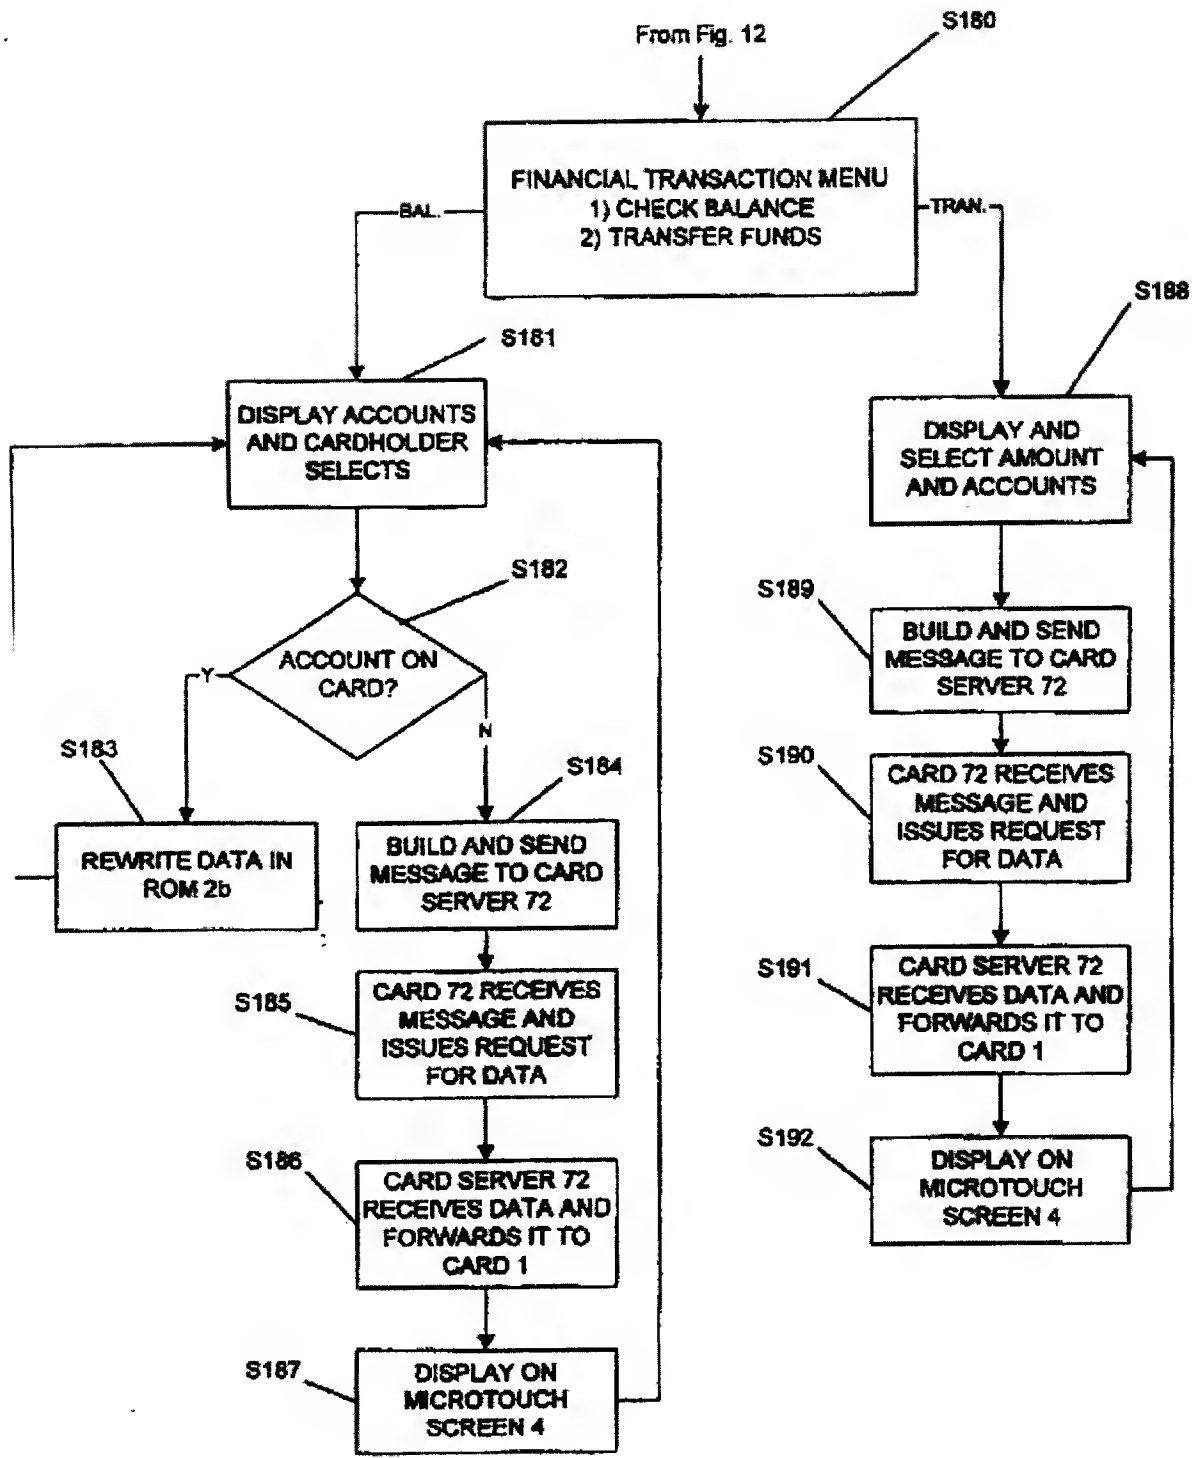 From Fig. 12
S180
FINANCIAL TRANSACTION MENU
1) CHECK BALANCE
2) TRANSFER FUNDS
BAL.
TRAN.
S181
DISPLAY ACCOUNTS
AND CARDHOLDER
SELECTS
S182
ACCOUNT ON
CARD?
Y
N
S183
REWRITE DATA IN
ROM 2b
S184
BUILD AND SEND
MESSAGE TO CARD
SERVER 72
S185
CARD 72 RECEIVES
MESSAGE AND
ISSUES REQUEST
FOR DATA
S186
CARD SERVER 72
RECEIVES DATA AND
FORWARDS IT TO
CARD 1
S187
DISPLAY ON
MICROTOUCH
SCREEN 4
S188
DISPLAY AND
SELECT AMOUNT
AND ACCOUNTS
S189
BUILD AND SEND
MESSAGE TO CARD
SERVER 72
S190
CARD 72 RECEIVES
MESSAGE AND
ISSUES REQUEST
FOR DATA
S191
CARD SERVER 72
RECEIVES DATA AND
FORWARDS IT TO
CARD 1
S192
DISPLAY ON
MICROTOUCH
SCREEN 4